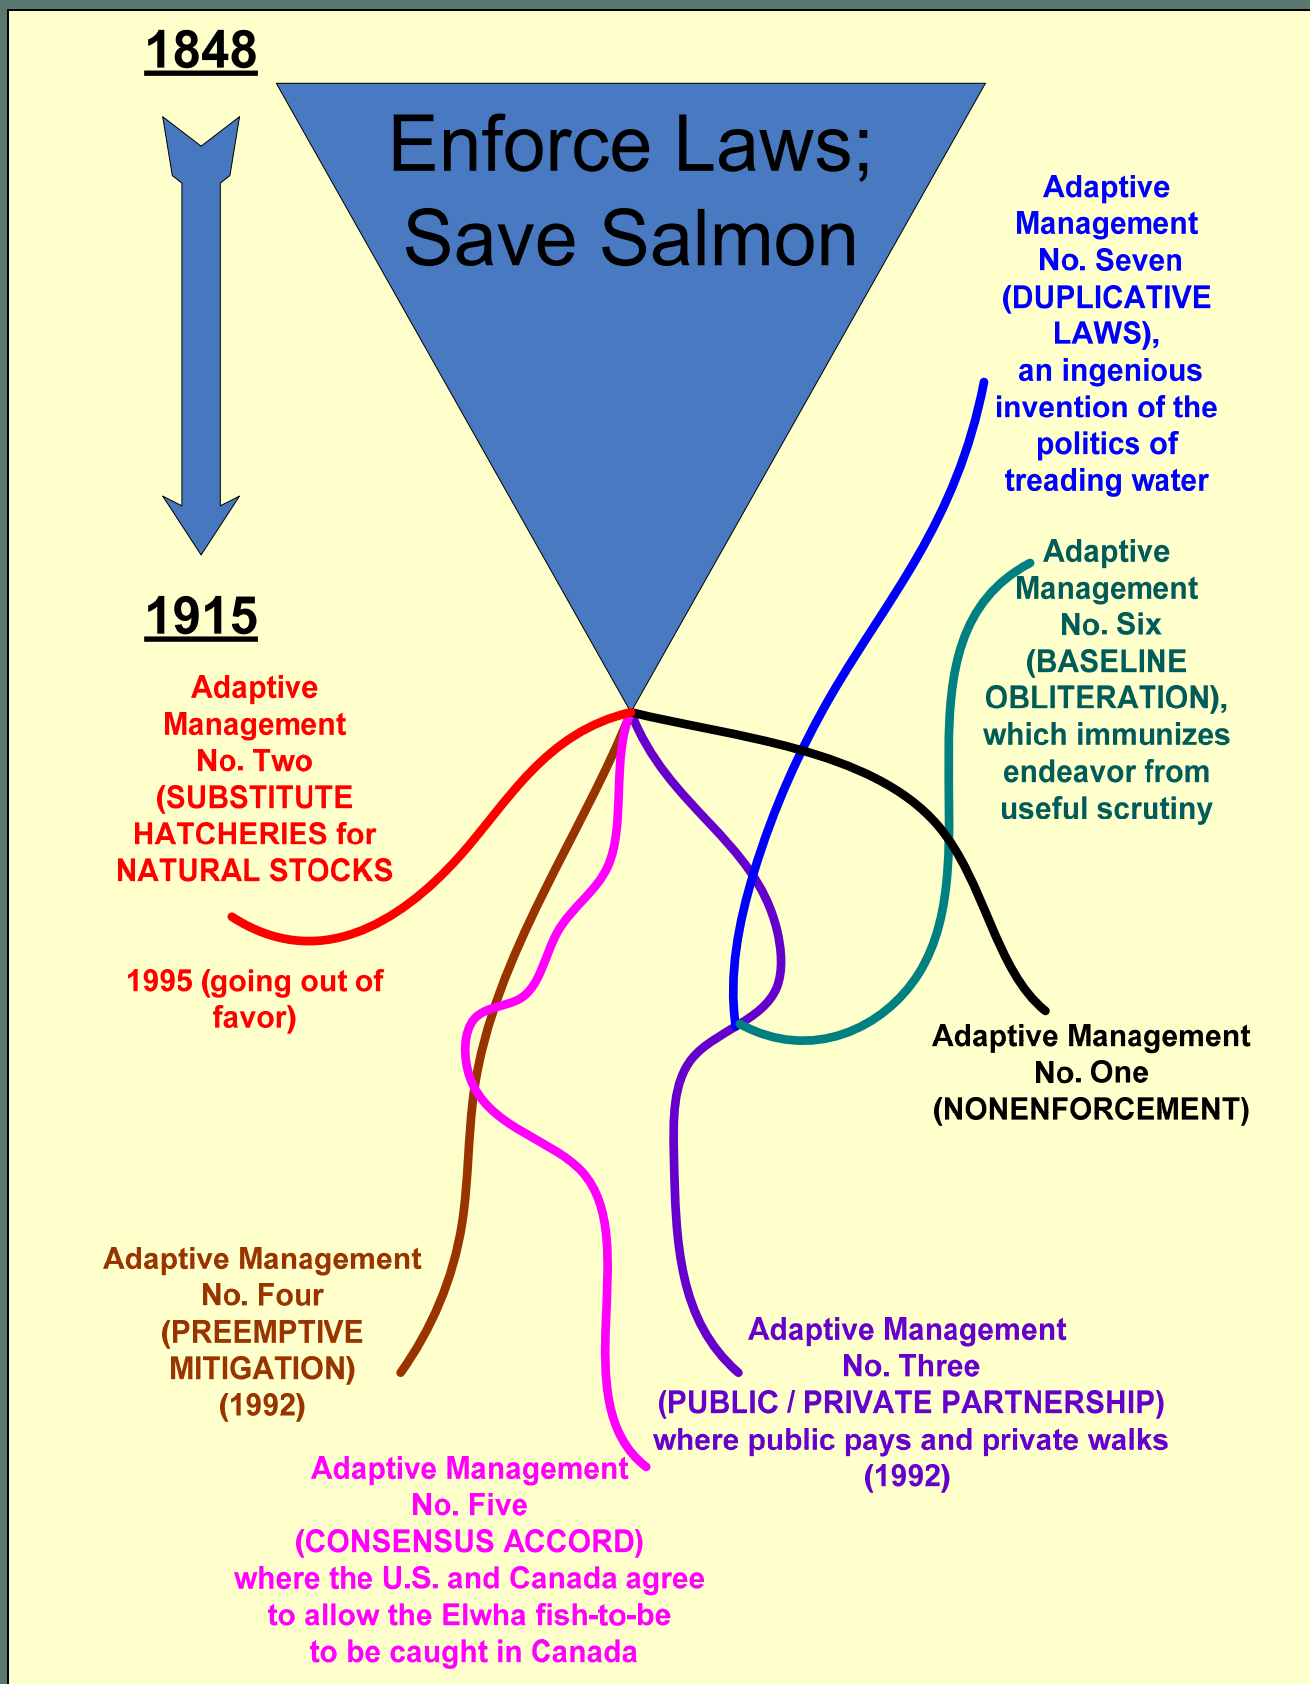 1848
Enforce Laws;
Save Salmon
Adaptive
Management
No. Seven
(DUPLICATIVE
LAWS),
an ingenious
invention of the
politics of
treading water
Adaptive
Management
No. Six
(BASELINE
OBLITERATION),
which immunizes
endeavor from
useful scrutiny
1915
Adaptive
Management
No. Two
(SUBSTITUTE
HATCHERIES for
NATURAL STOCKS
1995 (going out of
favor)
Adaptive Management
No. One
(NONENFORCEMENT)
Adaptive Management
No. Four
(PREEMPTIVE
MITIGATION)
(1992)
Adaptive Management
No. Three
(PUBLIC / PRIVATE PARTNERSHIP)
where public pays and private walks
(1992)
Adaptive Management
No. Five
(CONSENSUS ACCORD)
where the U.S. and Canada agree
to allow the Elwha fish-to-be
to be caught in Canada